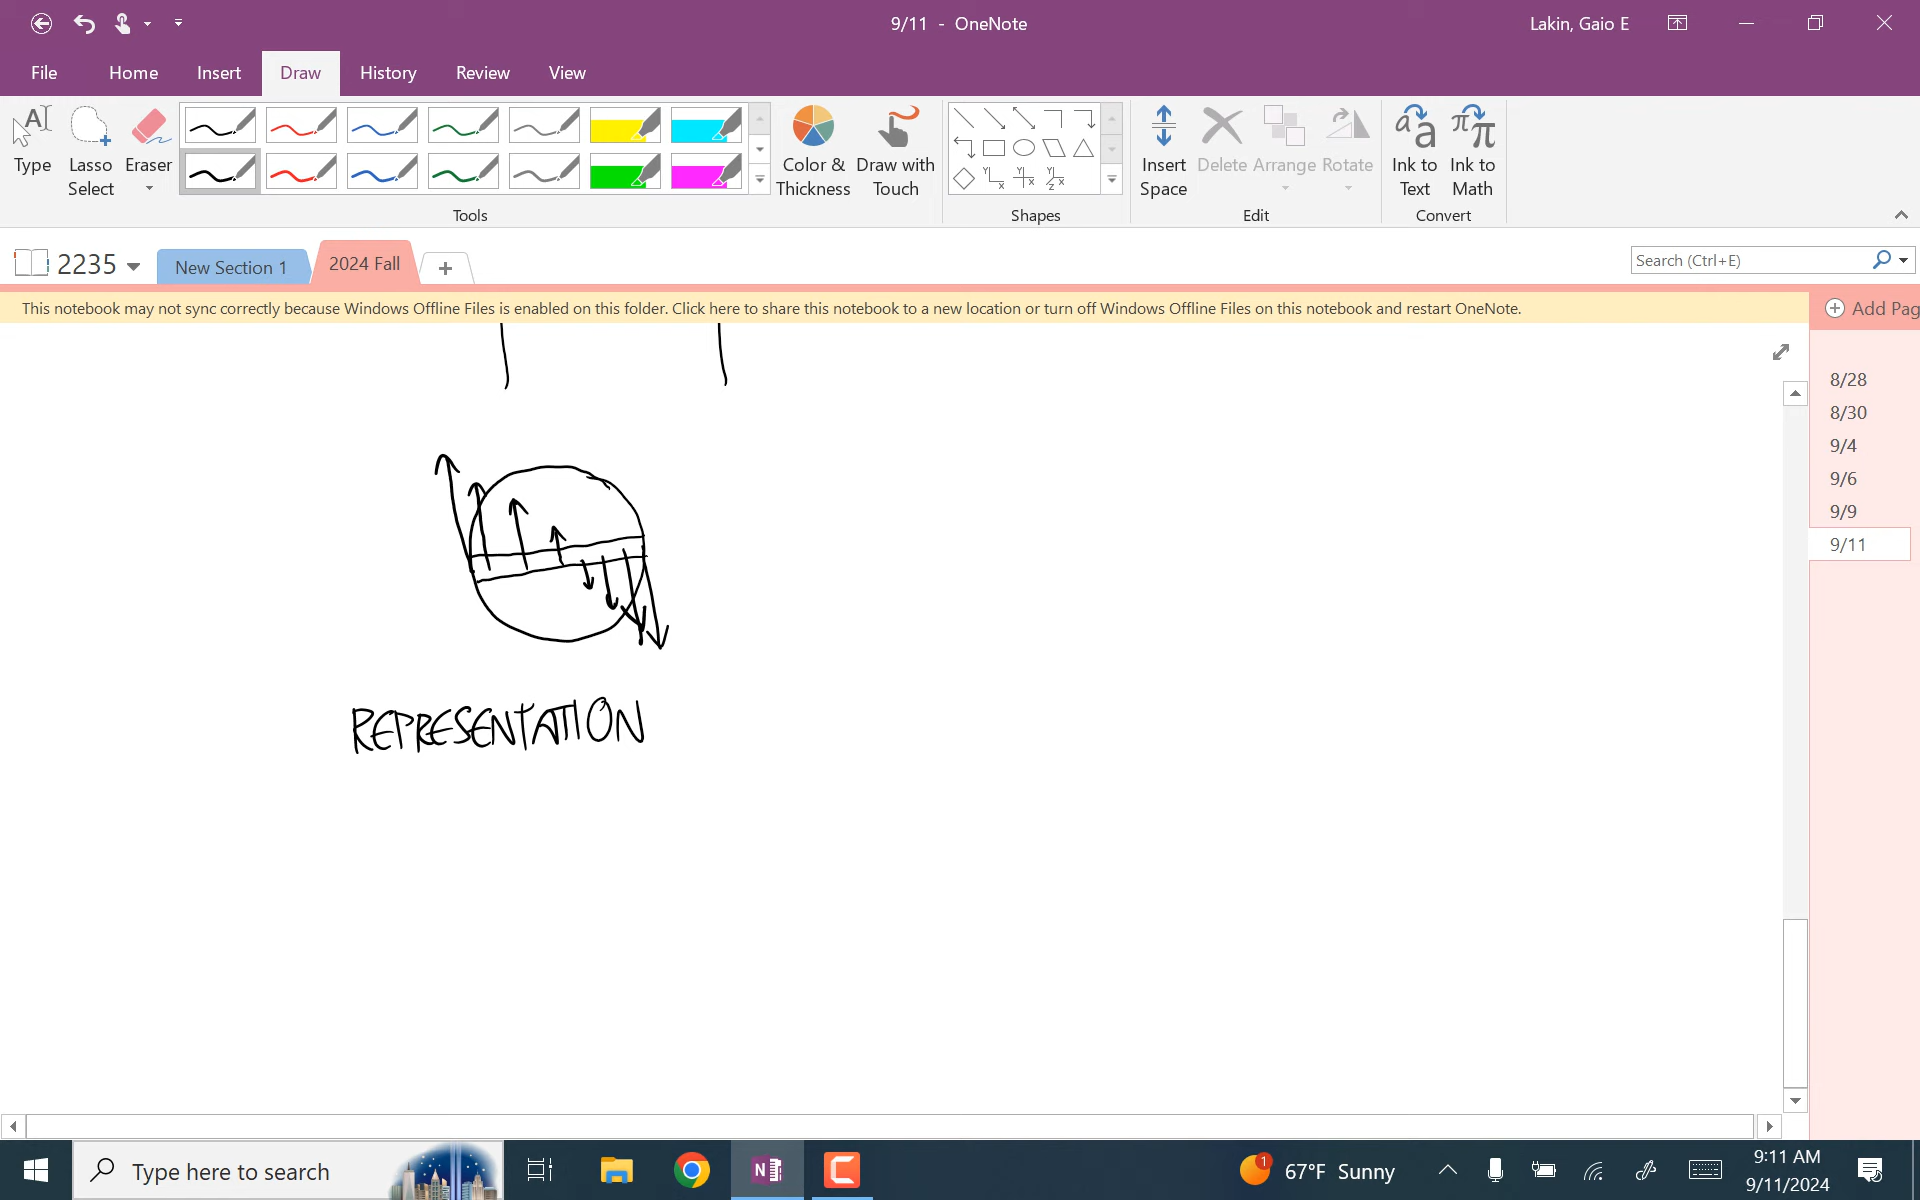 9/11 - OneNote
Lakin, Gaio E
File Home Insert Draw History Review View
Type
Lasso Select
Eraser
Color & Thickness
Draw with Touch
Insert Space
Delete
Arrange
Rotate
Ink to Text
Ink to Math
Tools
Shapes
Edit
Convert
2235
New Section 1
2024 Fall
Search (Ctrl+E)
This notebook may not sync correctly because Windows Offline Files is enabled on this folder. Click here to share this notebook to a new location or turn off Windows Offline Files on this notebook and restart OneNote.
Add Pag
8/28
8/30
9/4
9/6
9/9
9/11
REPRESENTATION
Type here to search
1
67°F Sunny
9:11 AM
9/11/2024